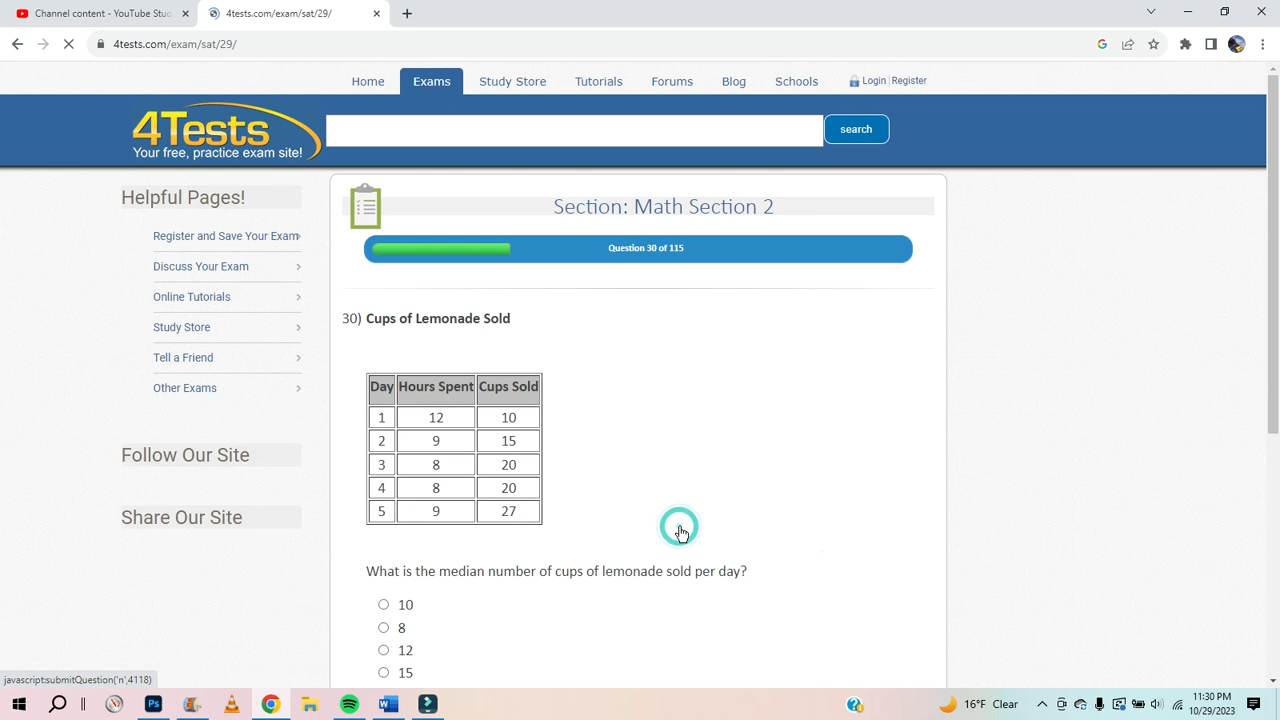 Channel content - YouTube Stud
4tests.com/exam/sat/29/
4tests.com/exam/sat/29/
Home
Exams
Study Store
Tutorials
Forums
Blog
Schools
Login
Register
4Tests
Your free, practice exam site!
search
Helpful Pages!
Register and Save Your Exam
Discuss Your Exam
Online Tutorials
Study Store
Tell a Friend
Other Exams
Follow Our Site
Share Our Site
Section: Math Section 2
Question 30 of 115
30) Cups of Lemonade Sold
Day Hours Spent Cups Sold
1 12 10
2 9 15
3 8 20
4 8 20
5 9 27
What is the median number of cups of lemonade sold per day?
10
8
12
15
javascript:submitQuestion('n',4118)
16°F Clear
11:30 PM
10/29/2023